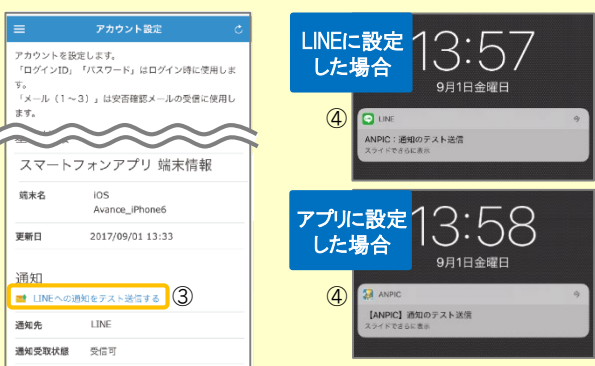 アカウント設定
アカウントを設定します。
「ログインID」「パスワード」はログイン時に使用しま
す。
「メール（1～3）」は安否確認メールの受信に使用し
ます。
スマートフォンアプリ 端末情報
端末名 iOS
Avance_iPhone6
更新日 2017/09/01 13:33
通知
LINEへの通知をテスト送信する ③
通知先 LINE
通知受取状態 受信可
LINEに設定
した場合
13:57
9月1日金曜日
④
LINE 今
ANPIC：通知のテスト送信
スライドでさらに表示
アプリに設定
した場合
13:58
9月1日金曜日
④
ANPIC 今
【ANPIC】通知のテスト送信
スライドでさらに表示